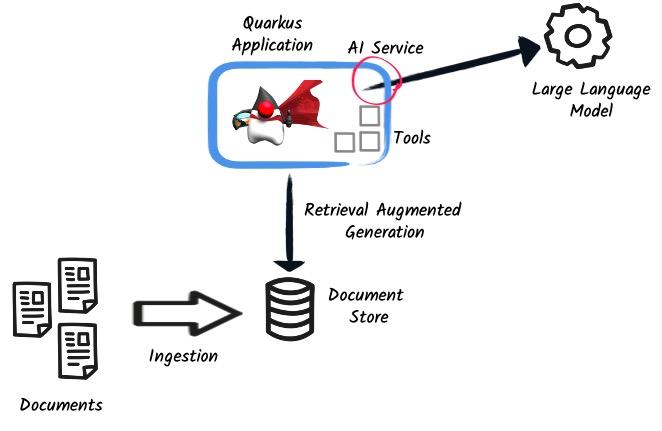 Quarkus
Application
AI Service
Large Language
Model
Tools
Retrieval Augmented
Generation
Document
Store
Ingestion
Documents